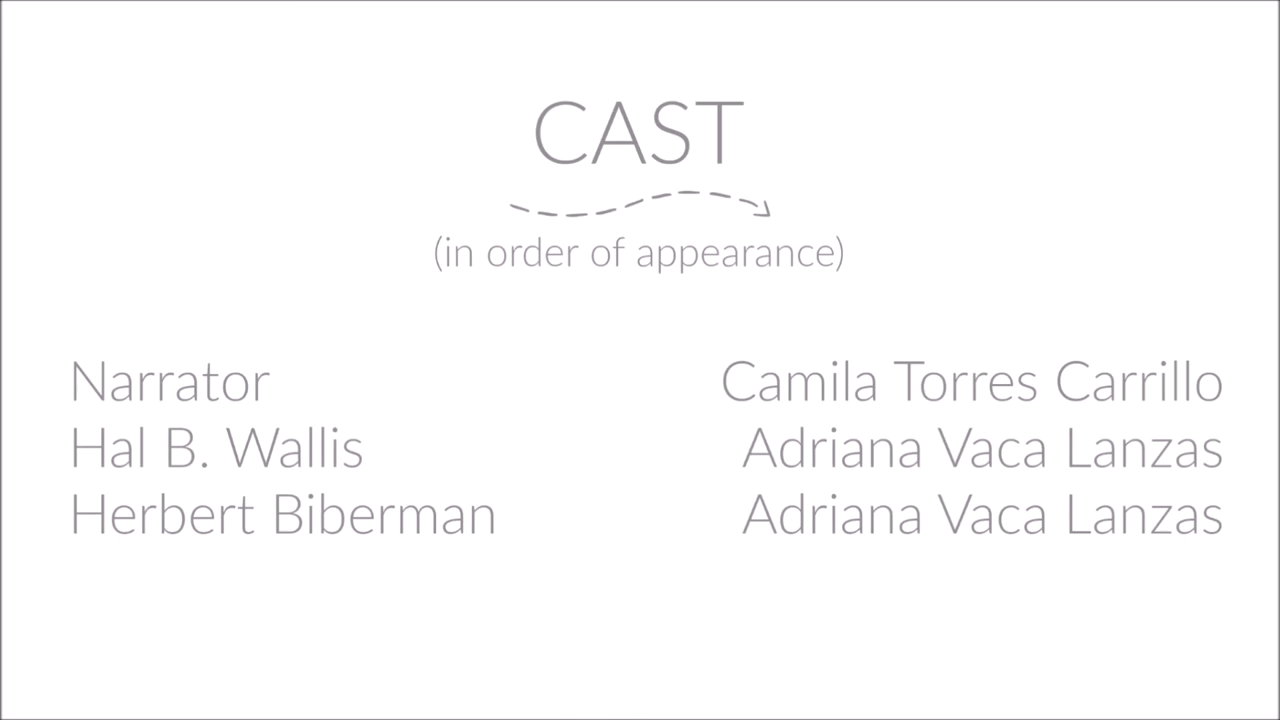 CAST
(in order of appearance)
Narrator Camila Torres Carrillo
Hal B. Wallis Adriana Vaca Lanzas
Herbert Biberman Adriana Vaca Lanzas